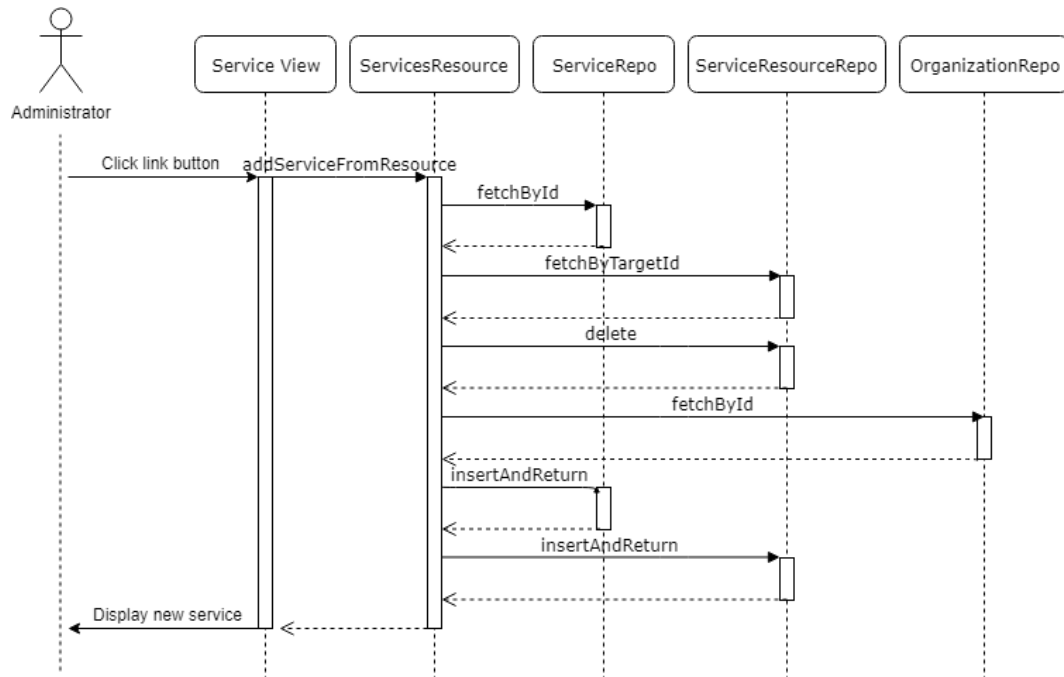 Service View
ServicesResource
ServiceRepo
ServiceResourceRepo
OrganizationRepo
Administrator
Click link button
addServiceFromResource
fetchById
fetchByTargetId
delete
fetchById
insertAndReturn
insertAndReturn
Display new service